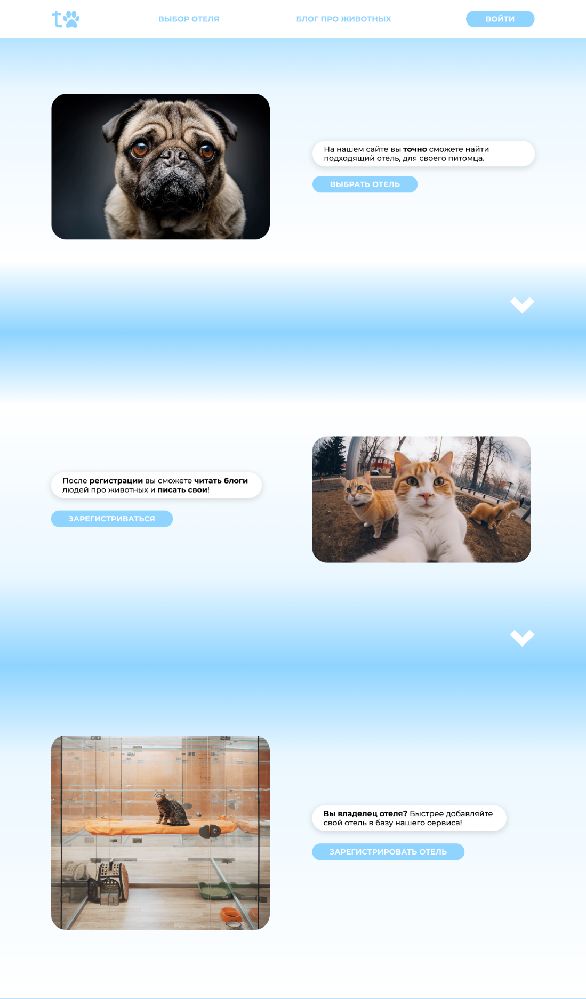 t
ВЫБОР ОТЕЛЯ
БЛОГ ПРО ЖИВОТНЫХ
ВОЙТИ
На нашем сайте вы точно сможете найти
подходящий отель, для своего питомца.
ВЫБРАТЬ ОТЕЛЬ
После регистрации вы сможете читать блоги
людей про животных и писать свои!
ЗАРЕГИСТРИВАТЬСЯ
Вы владелец отеля? Быстрее добавляйте
свой отель в базу нашего сервиса!
ЗАРЕГИСТРИРОВАТЬ ОТЕЛЬ